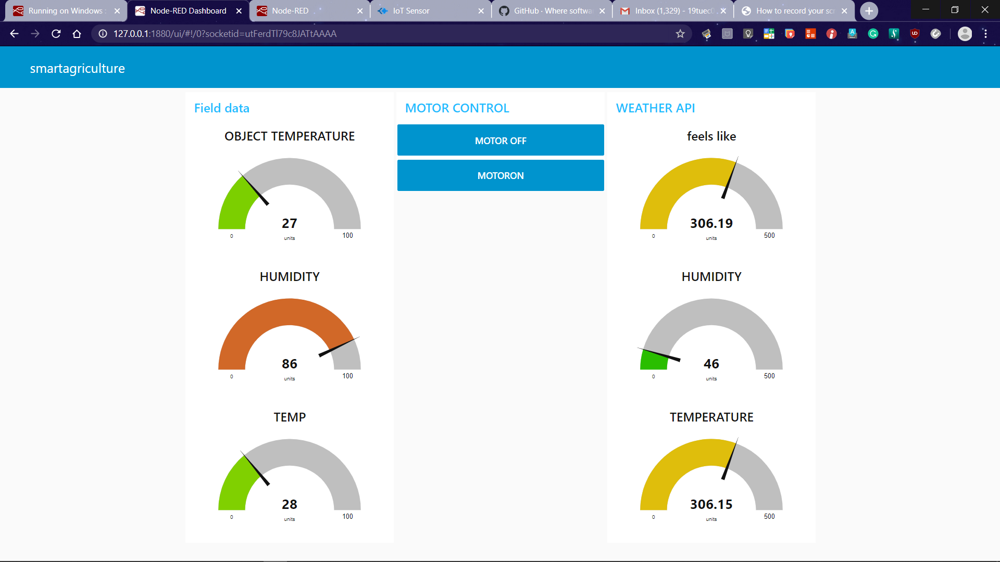 Running on Windows :
Node-RED Dashboard
Node-RED
IoT Sensor
GitHub · Where softwa
Inbox (1,329) - 19tuec0
How to record your scr
127.0.0.1:1880/ui/#!/0?socketid=utFerdTl79c8JATtAAAA
smartagriculture
Field data
OBJECT TEMPERATURE
27
units
0
100
HUMIDITY
86
units
0
100
TEMP
28
units
0
100
MOTOR CONTROL
MOTOR OFF
MOTORON
WEATHER API
feels like
306.19
units
0
500
HUMIDITY
46
units
0
500
TEMPERATURE
306.15
units
0
500